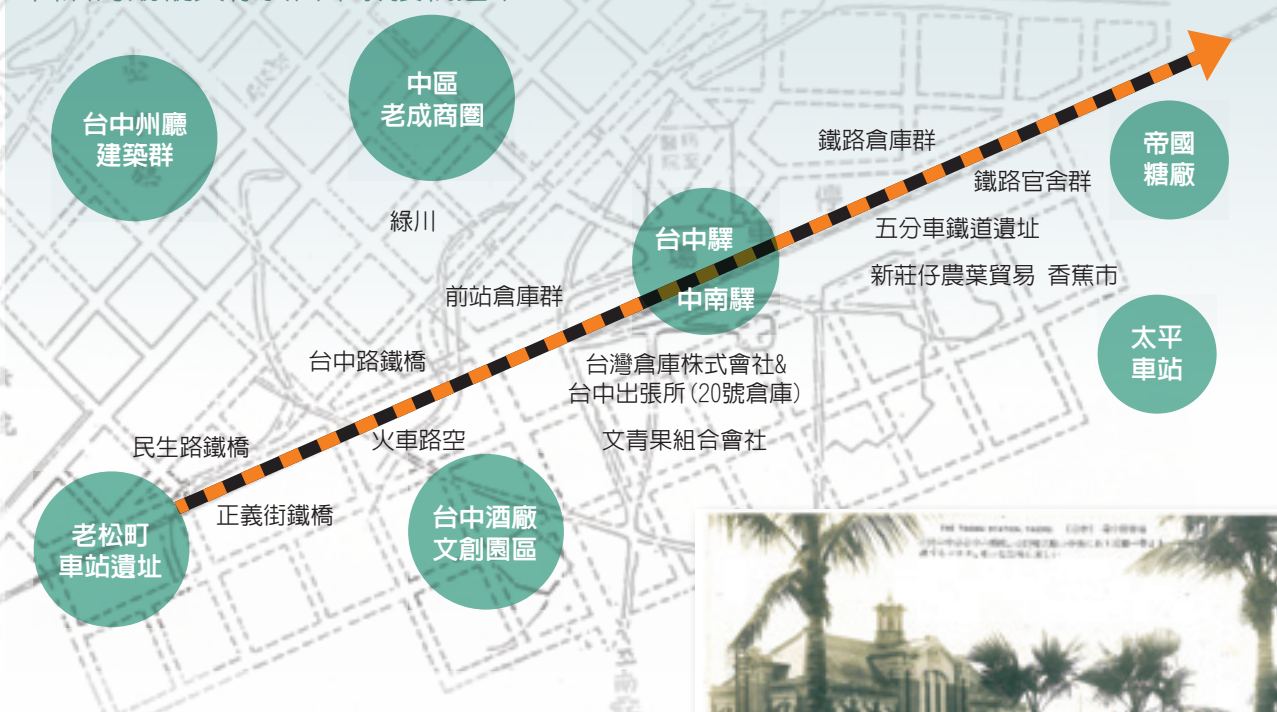 台中州廳
建築群
中區
老成商圈
綠川
鐵路倉庫群
帝國
糖廠
鐵路官舍群
台中驛
中南驛
五分車鐵道遺址
新莊仔農葉貿易 香蕉市
前站倉庫群
太平
車站
台中路鐵橋
台灣倉庫株式會社&
台中出張所(20號倉庫)
民生路鐵橋
火車路空
文青果組合會社
正義街鐵橋
老松町
車站遺址
台中酒廠
文創園區